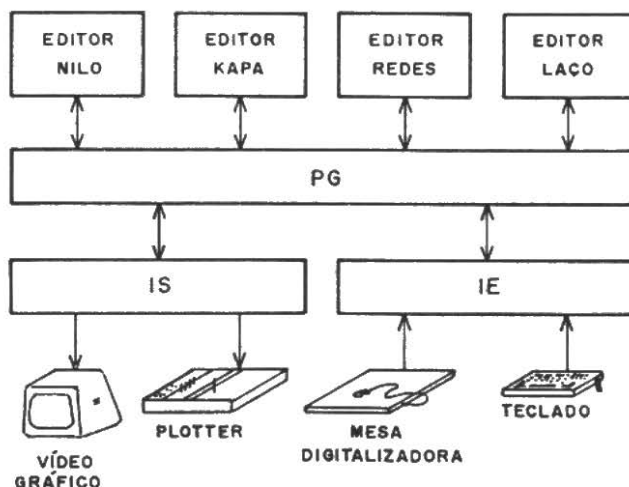 EDITOR
NILO
EDITOR
KAPA
EDITOR
REDES
EDITOR
LAÇO
PG
IS
IE
VÍDEO
GRÁFICO
PLOTTER
MESA
DIGITALIZADORA
TECLADO